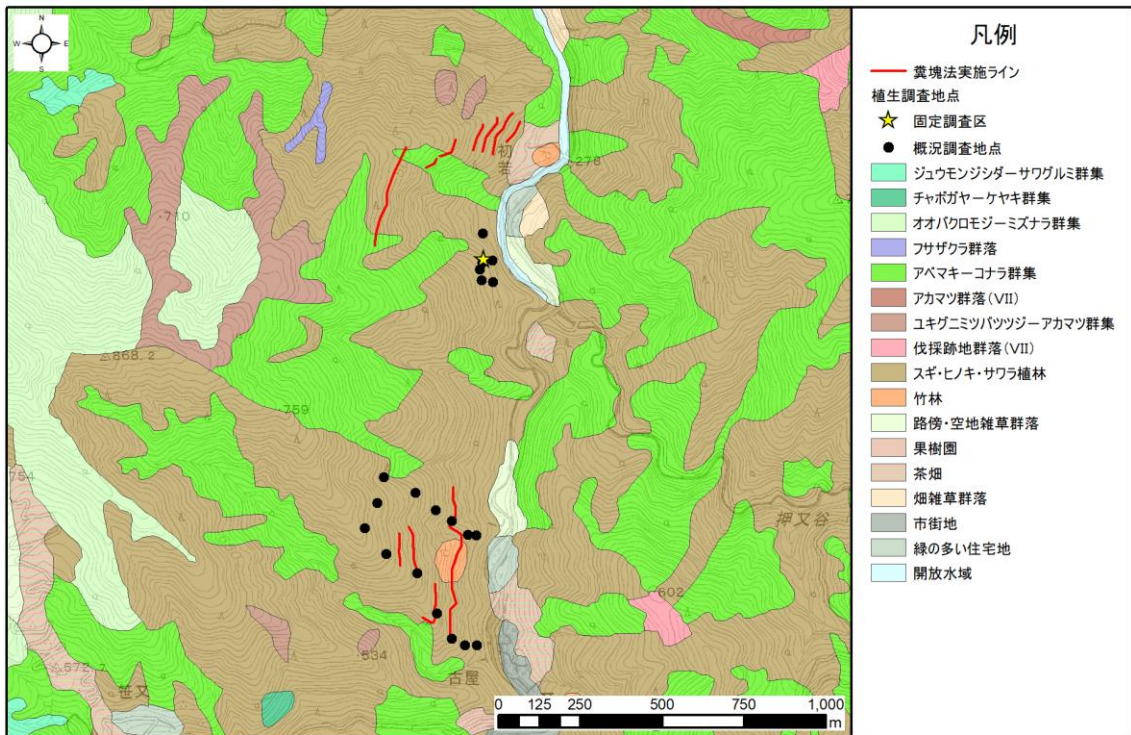 N
W E
S
凡例
糞塊法実施ライン
植生調査地点
固定調査区
概況調査地点
ジュウモンジシダーサワグルミ群集
チャボガヤーケヤキ群集
オオバクロモジーミズナラ群集
フサザクラ群落
アベマキーコナラ群集
アカマツ群落(Ⅶ)
ユキグニミツバツツジーアカマツ群集
伐採跡地群落(Ⅶ)
スギ・ヒノキ・サワラ植林
竹林
路傍・空地雑草群落
果樹園
茶畑
畑雑草群落
市街地
緑の多い住宅地
開放水域
初若
278
710
868.2
759
754
押又谷
602
534
572.7
笹又
古屋
0 125 250 500 750 1,000
m